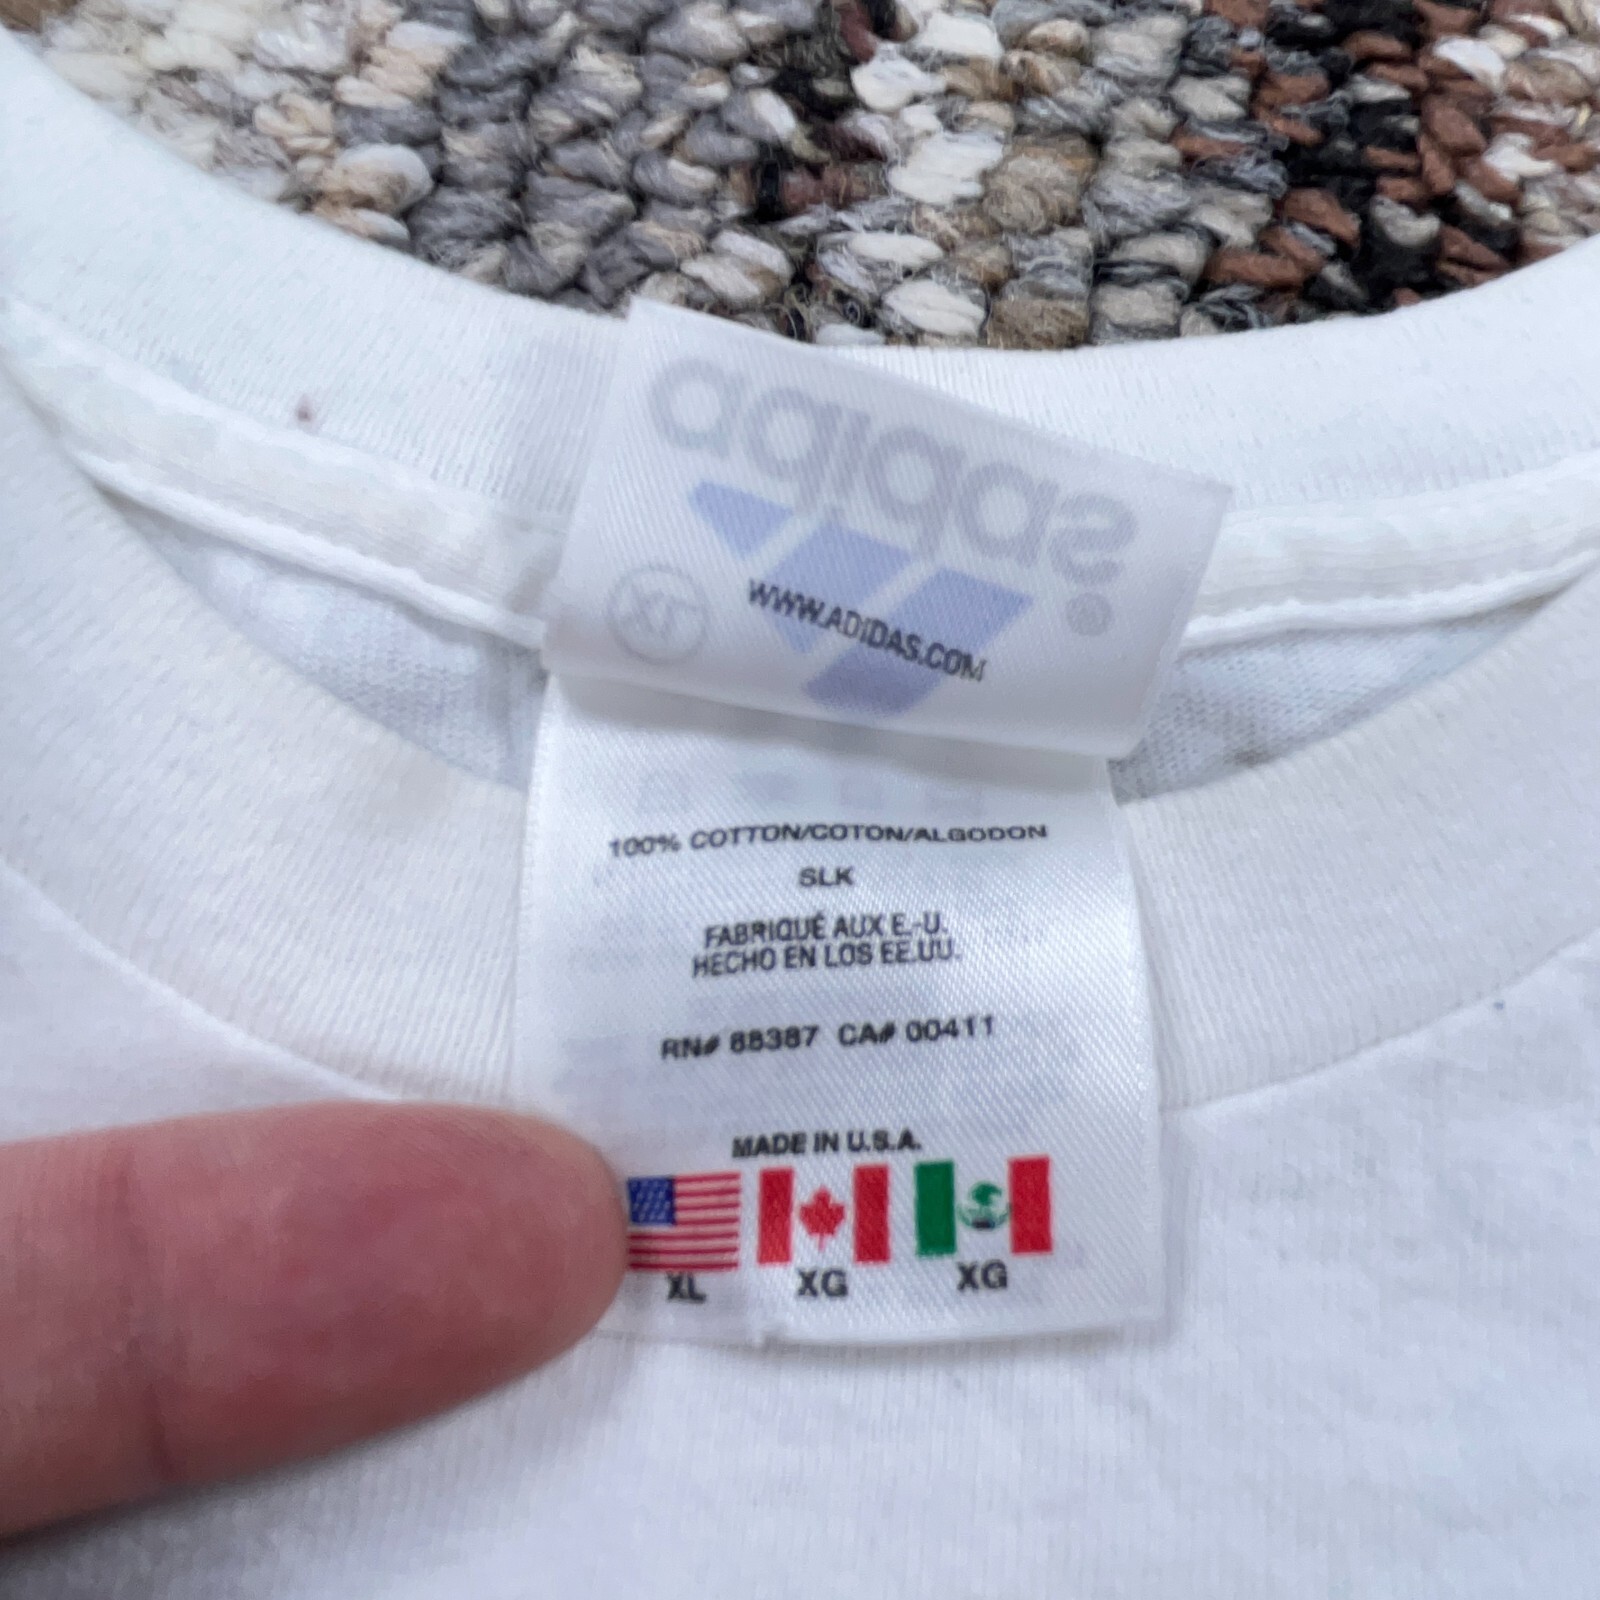 adidas
®
XL
WWW.ADIDAS.COM
100% COTTON/COTON/ALGODON
SLK
FABRIQUÉ AUX E.-U.
HECHO EN LOS EE.UU.
RN# 88387 CA# 00411
MADE IN U.S.A.
XL XG XG